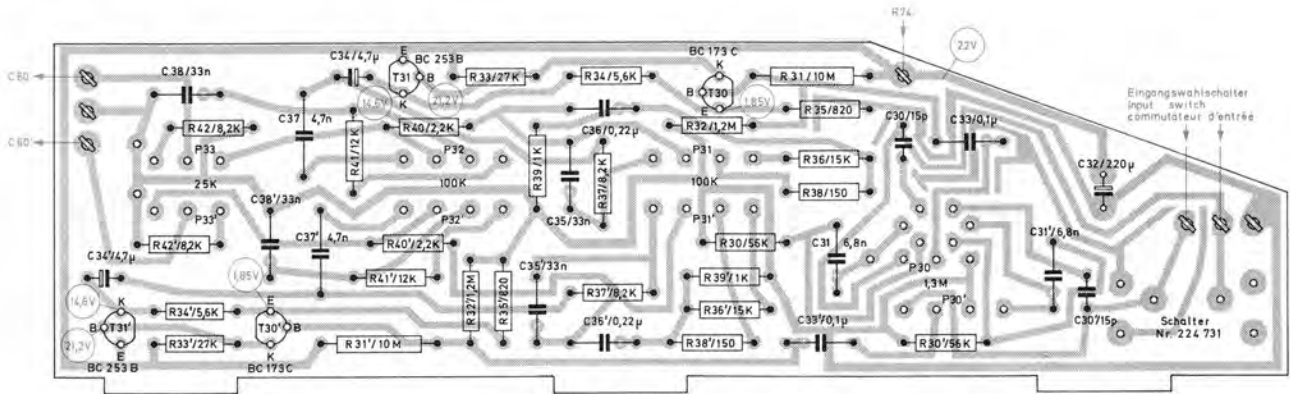 R74
C34/4,7µ
E
BC 253 B
T31
B
K
14,6V
21,2V
BC 173 C
K
B
T30
E
1,85V
22V
C60
C60'
C38/33n
R33/27K
R34/5,6K
R31/10M
Eingangswahlschalter
Input switch
commutateur d'entrée
C37
4,7n
R42/8,2K
R41/12K
R40/2,2K
C36/0,22µ
R32/1,2M
R35/820
C30/15p
C33/0,1µ
P33
P32
R39/1K
R37/8,2K
P31
R36/15K
C32/220µ
25K
100K
100K
R38/150
C38'/33n
C35/33n
P33'
P32'
P31'
C37'
4,7n
R42'/8,2K
R40'/2,2K
R30/56K
C31
6,8n
C31'/6,8n
C34'/4,7µ
1,85V
R41'/12K
R32'/1,2M
R35'/820
C35'/33n
R39'/1K
P30
1,3M
R37'/8,2K
14,6V
K
E
R34'/5,6K
R36'/15K
P30'
C30'/15p
B
T31'
T30'
B
C36'/0,22µ
C33'/0,1µ
Schalter
Nr. 224 731
21,2V
E
R33'/27K
K
R31'/10M
R38'/150
R30'/56K
BC 253 B
BC 173 C